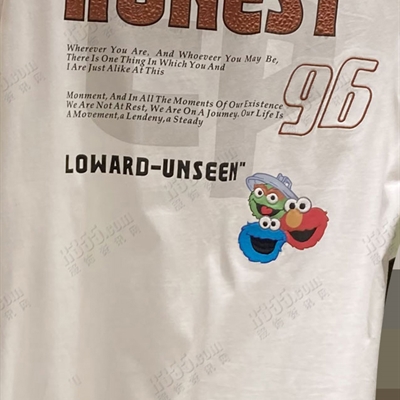 HONEST
Wherever You Are, And Whoeveer You May Be,
There Is One Thing In Which You And
I Are Just Alike At This
Monment, And In All The Moments Of Our Existence
We Are Not At Rest, We Are On A Joumey. Our Life Is
A Movement, a Lendeny, a Steady
96
LOWARD-UNSEEN"